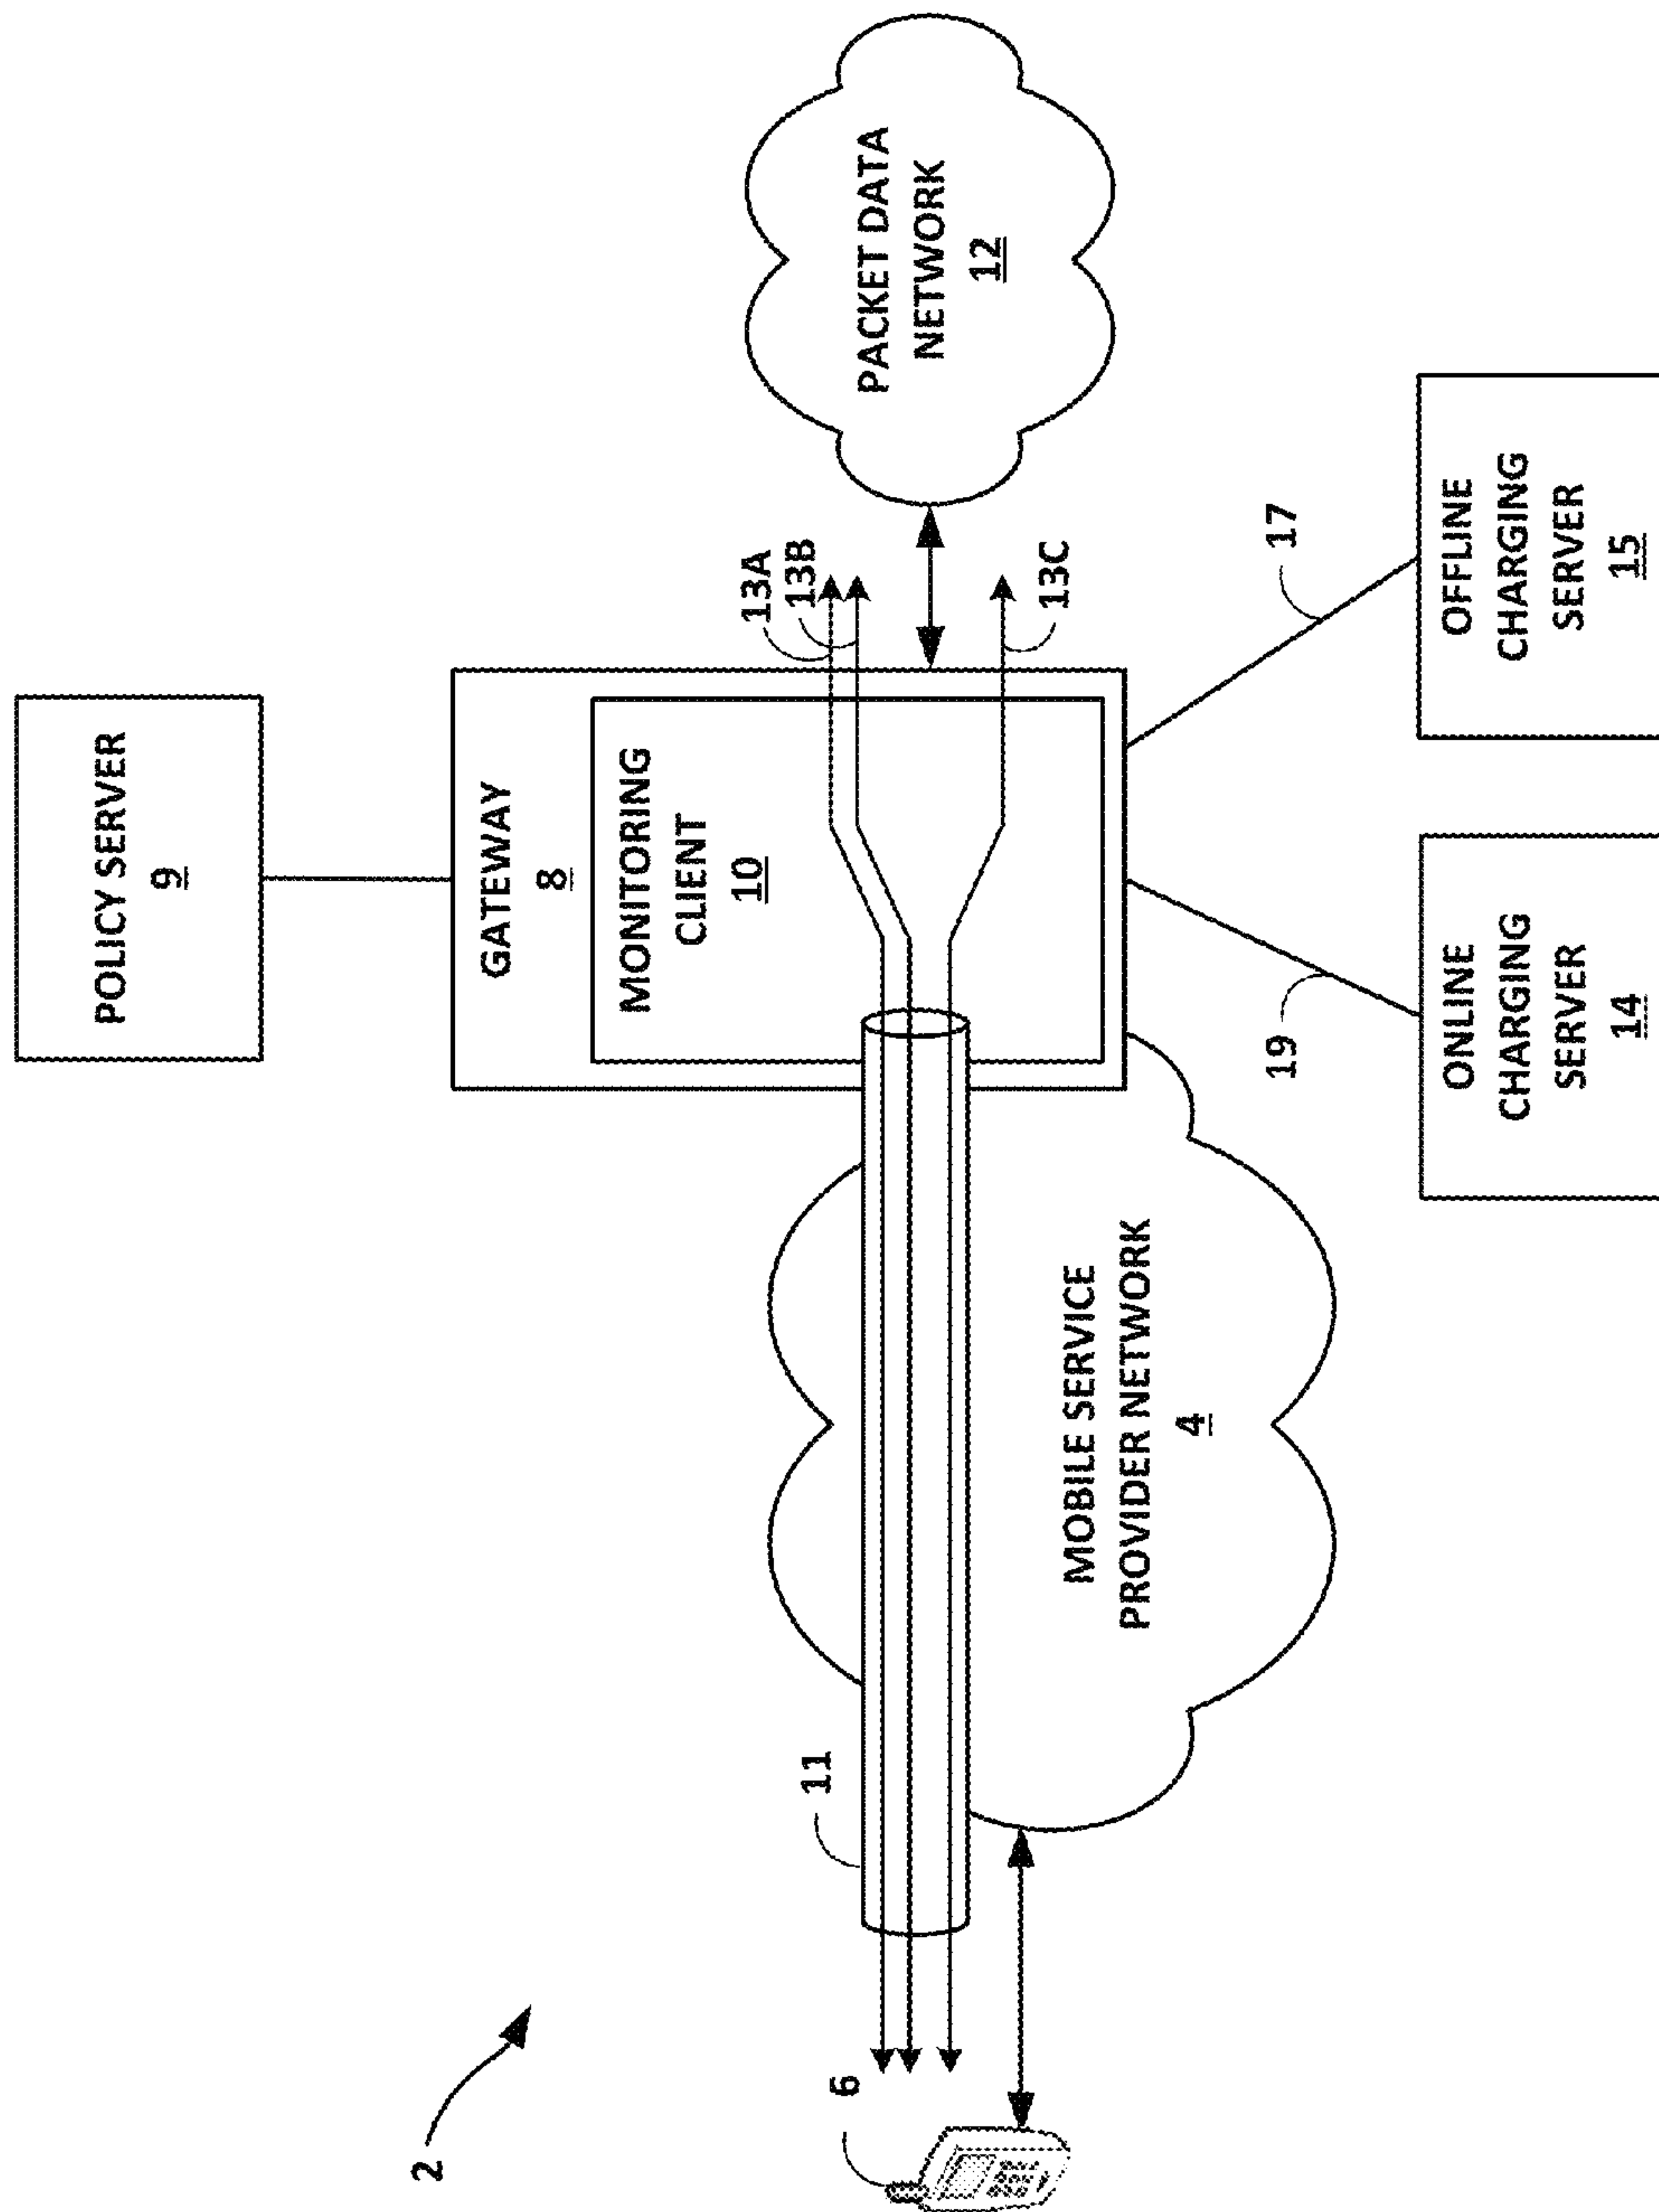 2
POLICY SERVER
9
GATEWAY
8
MONITORING
CLIENT
10
13A
13B
13C
PACKET DATA
NETWORK
12
6
11
MOBILE SERVICE
PROVIDER NETWORK
4
19
17
ONLINE
CHARGING
SERVER
14
OFFLINE
CHARGING
SERVER
15